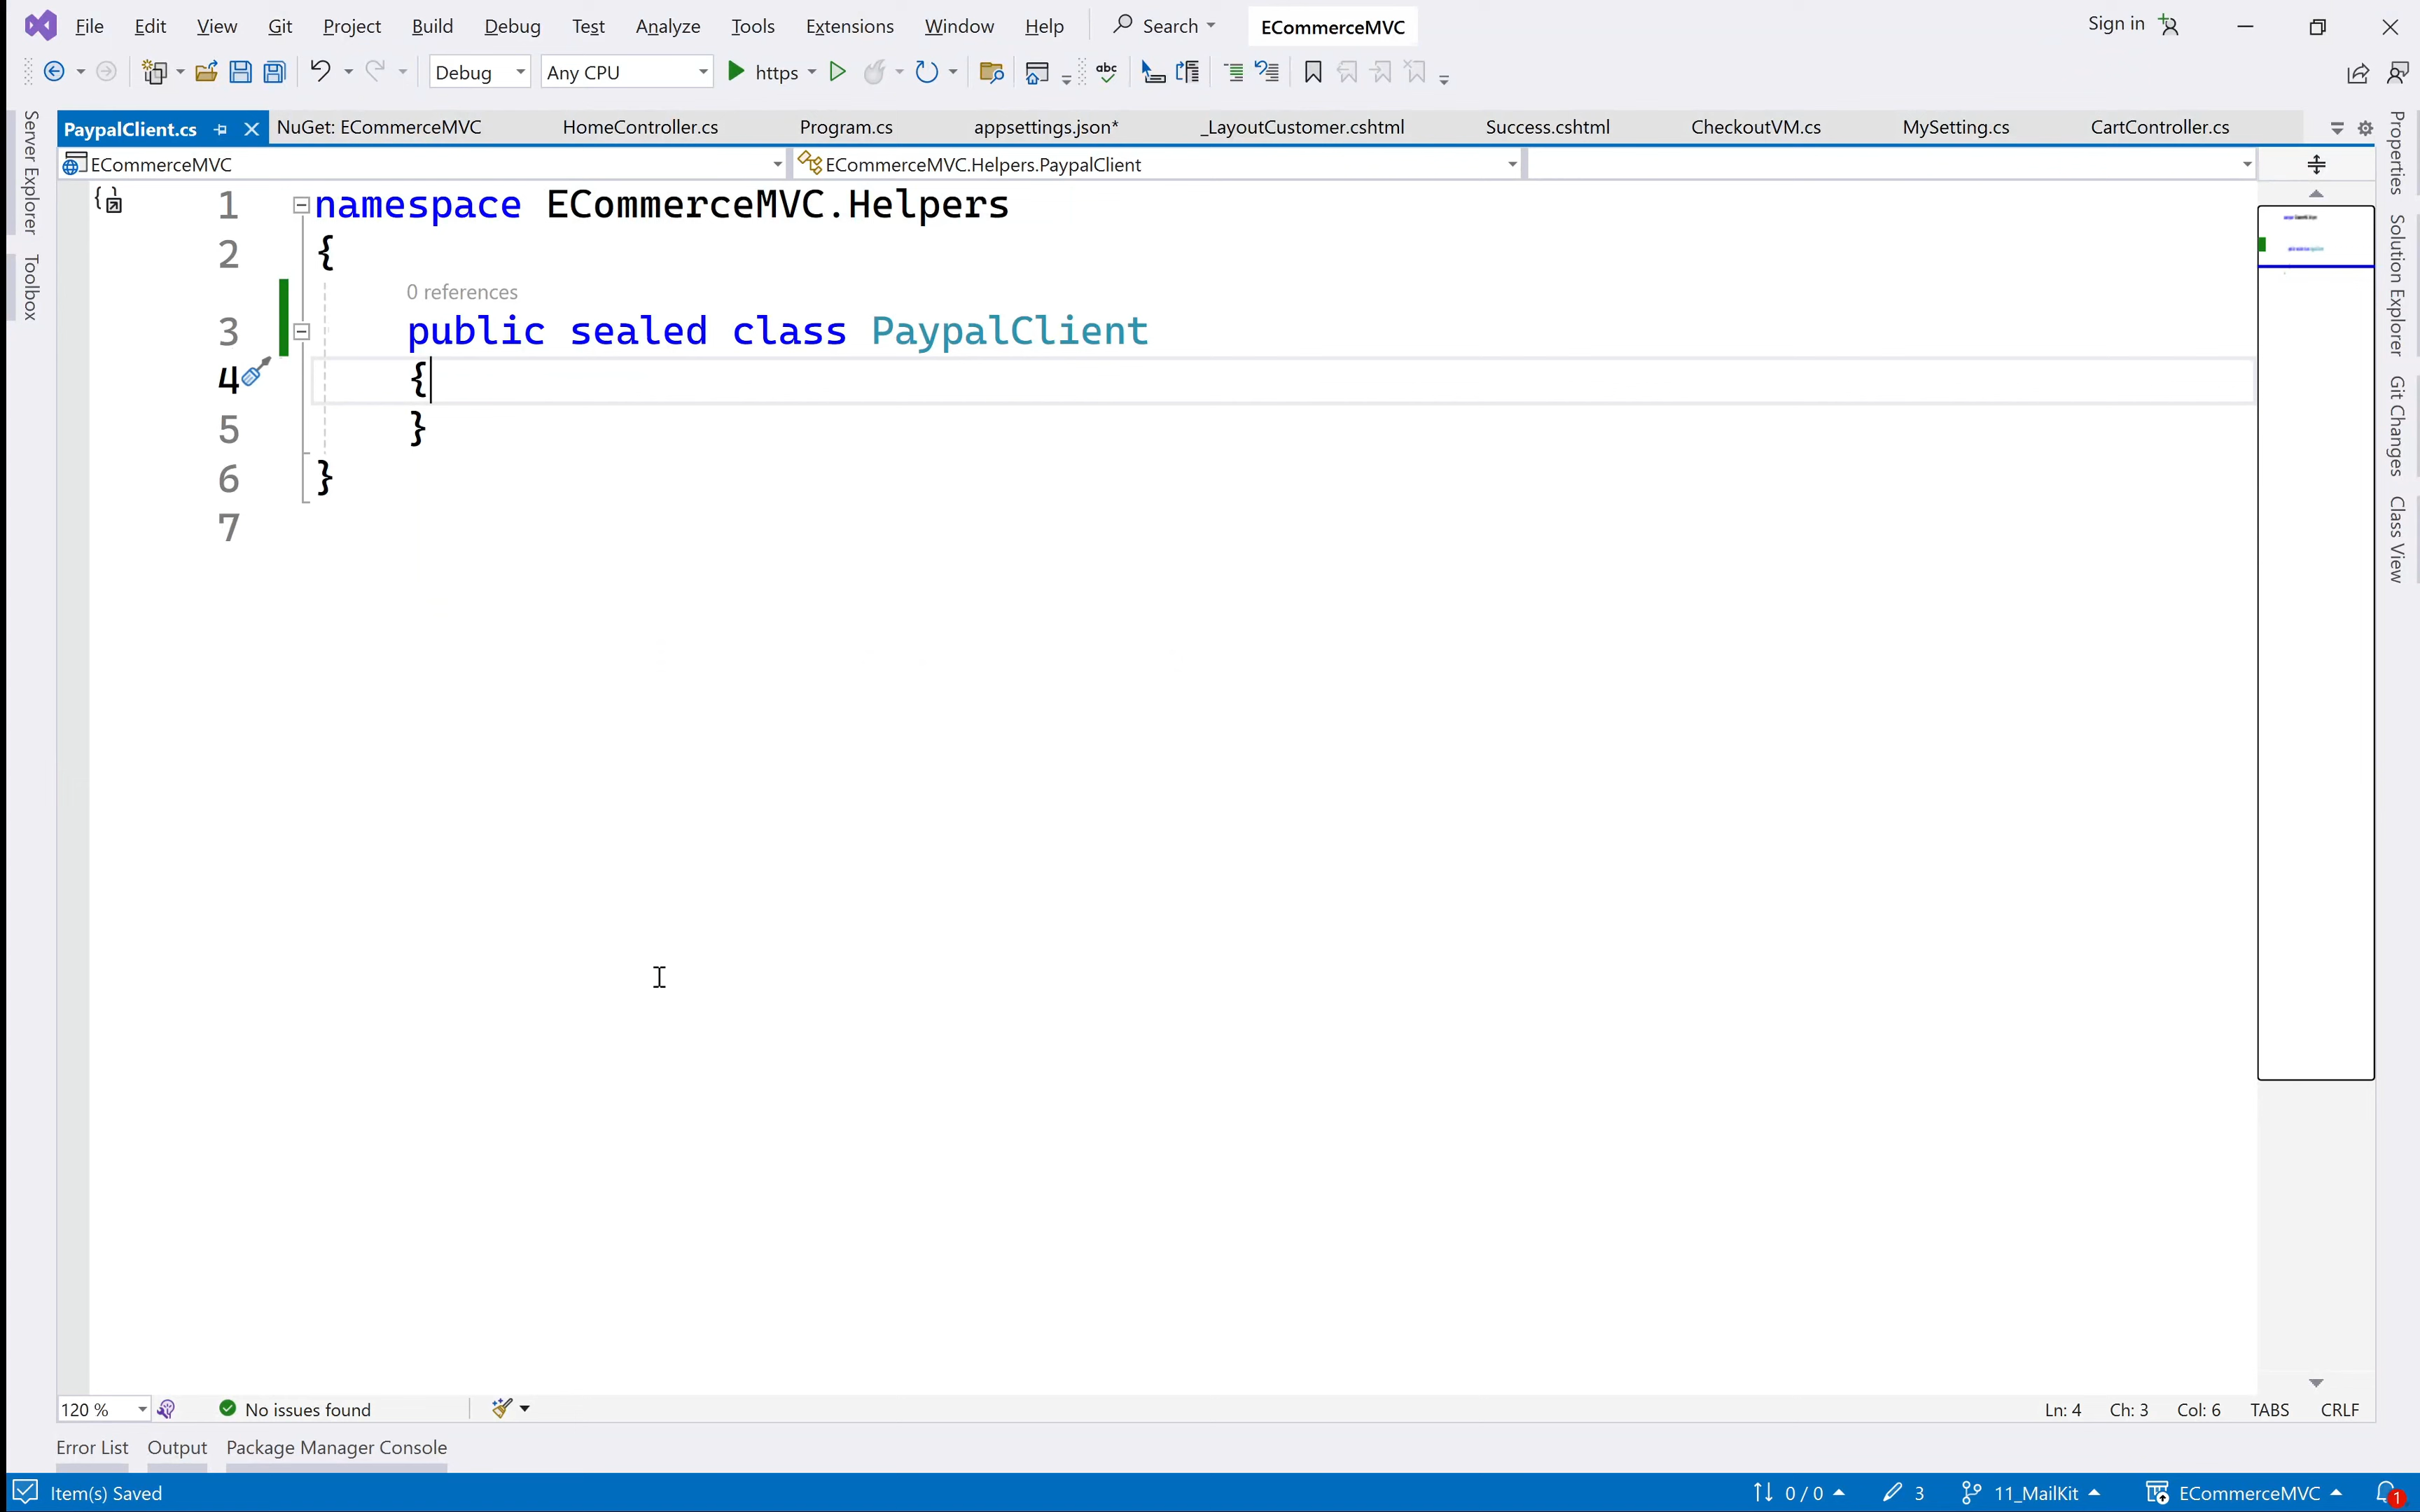 File Edit View Git Project Build Debug Test Analyze Tools Extensions Window Help Search ECommerceMVC Sign in
Debug Any CPU https abc
PaypalClient.cs NuGet: ECommerceMVC HomeController.cs Program.cs appsettings.json* _LayoutCustomer.cshtml Success.cshtml CheckoutVM.cs MySetting.cs CartController.cs
ECommerceMVC ECommerceMVC.Helpers.PaypalClient
Server Explorer
Toolbox
1 namespace ECommerceMVC.Helpers
2 {
0 references
3 public sealed class PaypalClient
4 {
5 }
6 }
7
Properties
Solution Explorer
Git Changes
Class View
120 % No issues found Ln: 4 Ch: 3 Col: 6 TABS CRLF
Error List Output Package Manager Console
Item(s) Saved 0 / 0 3 11_MailKit ECommerceMVC 1